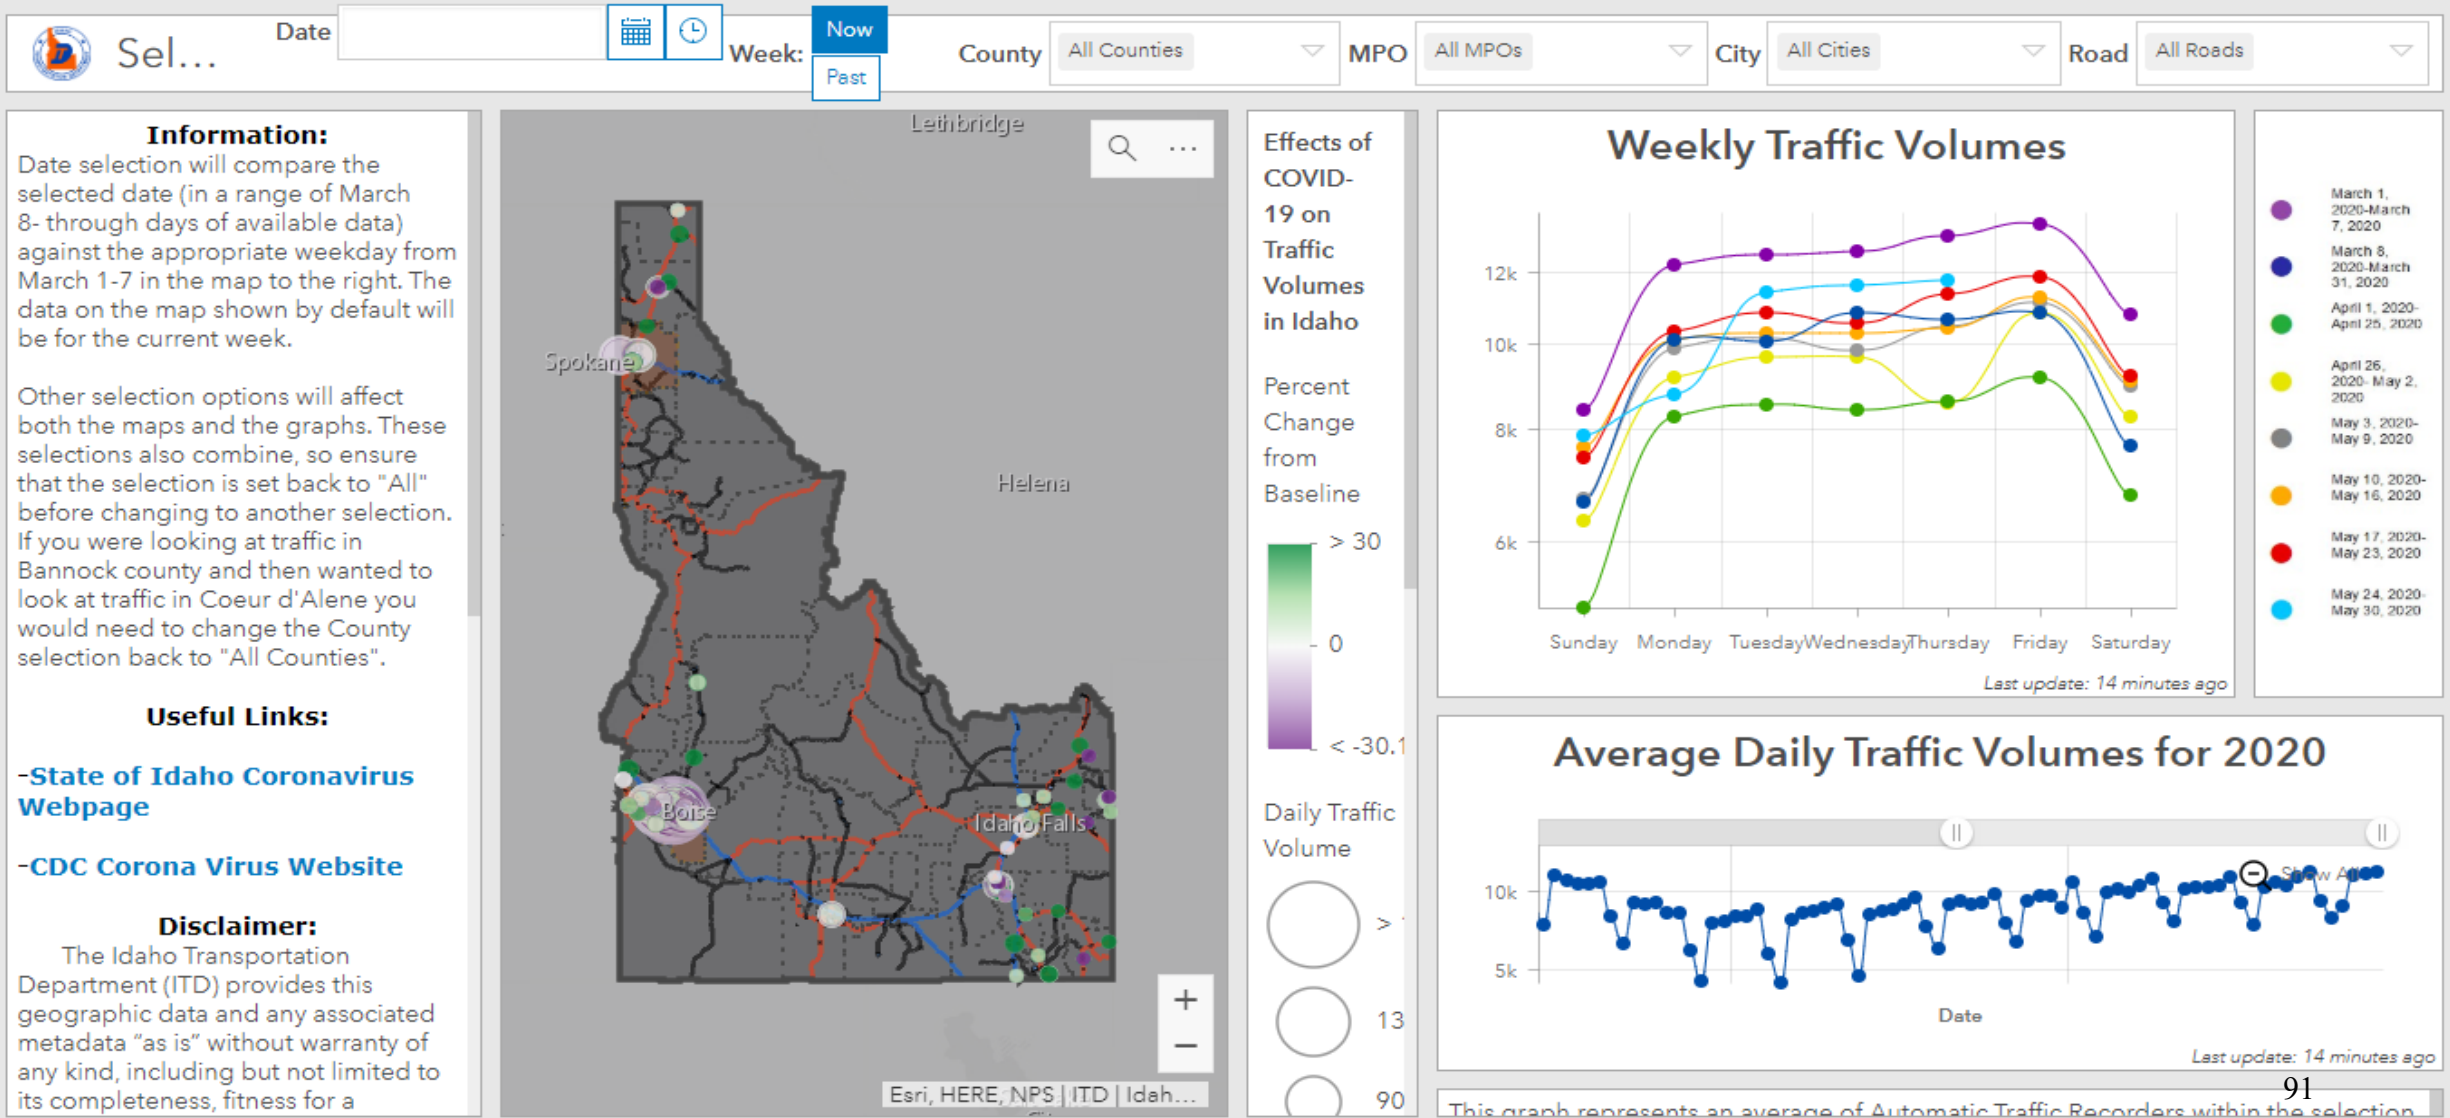 Sel...
Date
Week:
Now
Past
County
All Counties
MPO
All MPOs
City
All Cities
Road
All Roads
Information:
Date selection will compare the
selected date (in a range of March
8- through days of available data)
against the appropriate weekday from
March 1-7 in the map to the right. The
data on the map shown by default will
be for the current week.
Other selection options will affect
both the maps and the graphs. These
selections also combine, so ensure
that the selection is set back to "All"
before changing to another selection.
If you were looking at traffic in
Bannock county and then wanted to
look at traffic in Coeur d'Alene you
would need to change the County
selection back to "All Counties".
Useful Links:
-State of Idaho Coronavirus
Webpage
-CDC Corona Virus Website
Disclaimer:
The Idaho Transportation
Department (ITD) provides this
geographic data and any associated
metadata “as is” without warranty of
any kind, including but not limited to
its completeness, fitness for a
Lethbridge
Spokane
Helena
Boise
Idaho Falls
Esri, HERE, NPS | ITD | Idah...
Effects of
COVID-
19 on
Traffic
Volumes
in Idaho
Percent
Change
from
Baseline
> 30
0
< -30.1
Daily Traffic
Volume
>
13
90
Weekly Traffic Volumes
12k
10k
8k
6k
Sunday Monday Tuesday Wednesday Thursday Friday Saturday
Last update: 14 minutes ago
March 1,
2020-March
7, 2020
March 8,
2020-March
31, 2020
April 1, 2020-
April 25, 2020
April 26,
2020- May 2,
2020
May 3, 2020-
May 9, 2020
May 10, 2020-
May 16, 2020
May 17, 2020-
May 23, 2020
May 24, 2020-
May 30, 2020
Average Daily Traffic Volumes for 2020
Show All
10k
5k
Date
Last update: 14 minutes ago
91
This graph represents an average of Automatic Traffic Recorders within the selection